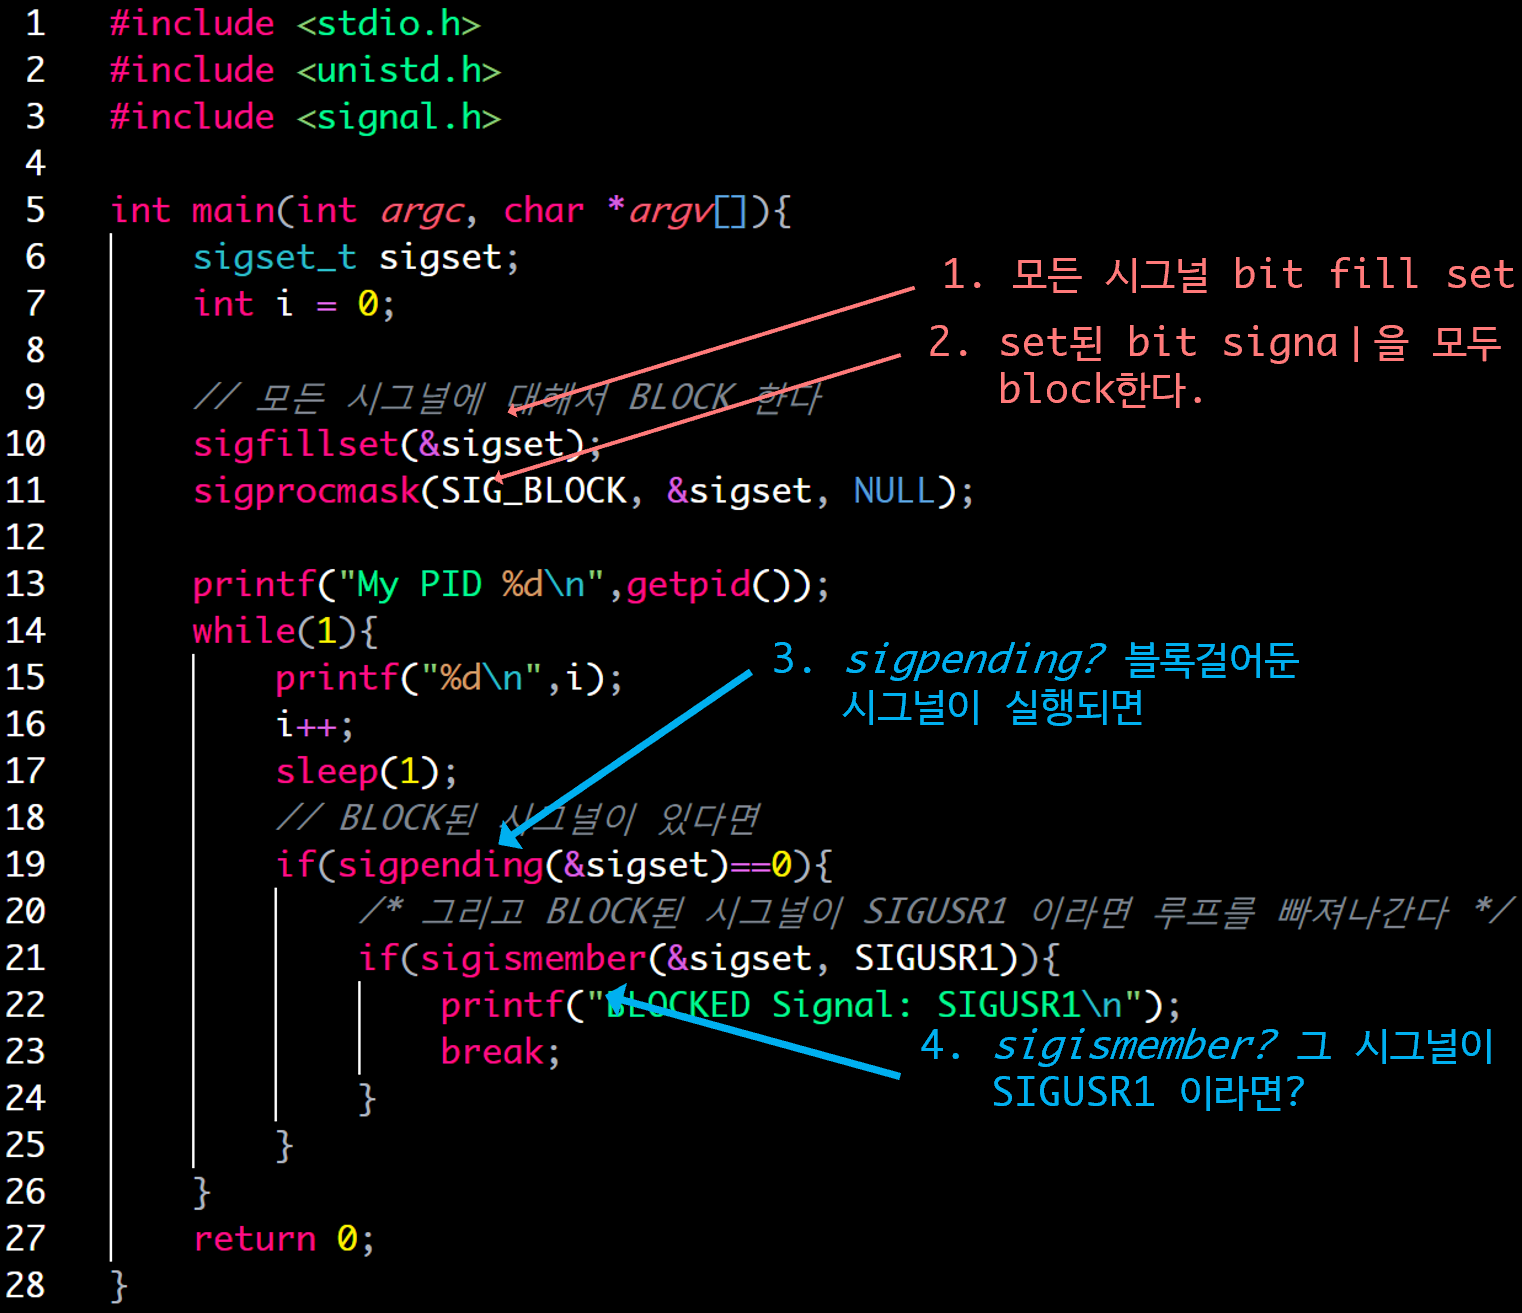 1 #include <stdio.h>
2 #include <unistd.h>
3 #include <signal.h>
4
5 int main(int argc, char *argv[]){
6 sigset_t sigset;
7 int i = 0;
8
9 // 모든 시그널에 대해서 BLOCK 한다
10 sigfillset(&sigset);
11 sigprocmask(SIG_BLOCK, &sigset, NULL);
12
13 printf("My PID %d\n",getpid());
14 while(1){
15 printf("%d\n",i);
16 i++;
17 sleep(1);
18 // BLOCK된 시그널이 있다면
19 if(sigpending(&sigset)==0){
20 /* 그리고 BLOCK된 시그널이 SIGUSR1 이라면 루프를 빠져나간다 */
21 if(sigismember(&sigset, SIGUSR1)){
22 printf("BLOCKED Signal: SIGUSR1\n");
23 break;
24 }
25 }
26 }
27 return 0;
28 }
1. 모든 시그널 bit fill set
2. set된 bit signaㅣ을 모두
block한다.
3. sigpending? 블록걸어둔
시그널이 실행되면
4. sigismember? 그 시그널이
SIGUSR1 이라면?